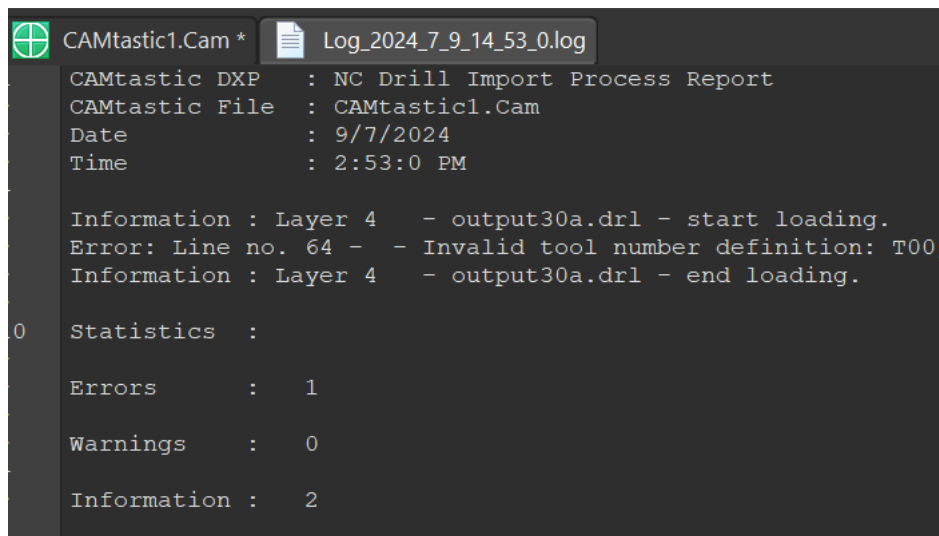 CAMtastic1.Cam * Log_2024_7_9_14_53_0.log
CAMtastic DXP : NC Drill Import Process Report
CAMtastic File : CAMtastic1.Cam
Date : 9/7/2024
Time : 2:53:0 PM
Information : Layer 4 - output30a.drl - start loading.
Error: Line no. 64 - - Invalid tool number definition: T00
Information : Layer 4 - output30a.drl - end loading.
0 Statistics :
Errors : 1
Warnings : 0
Information : 2